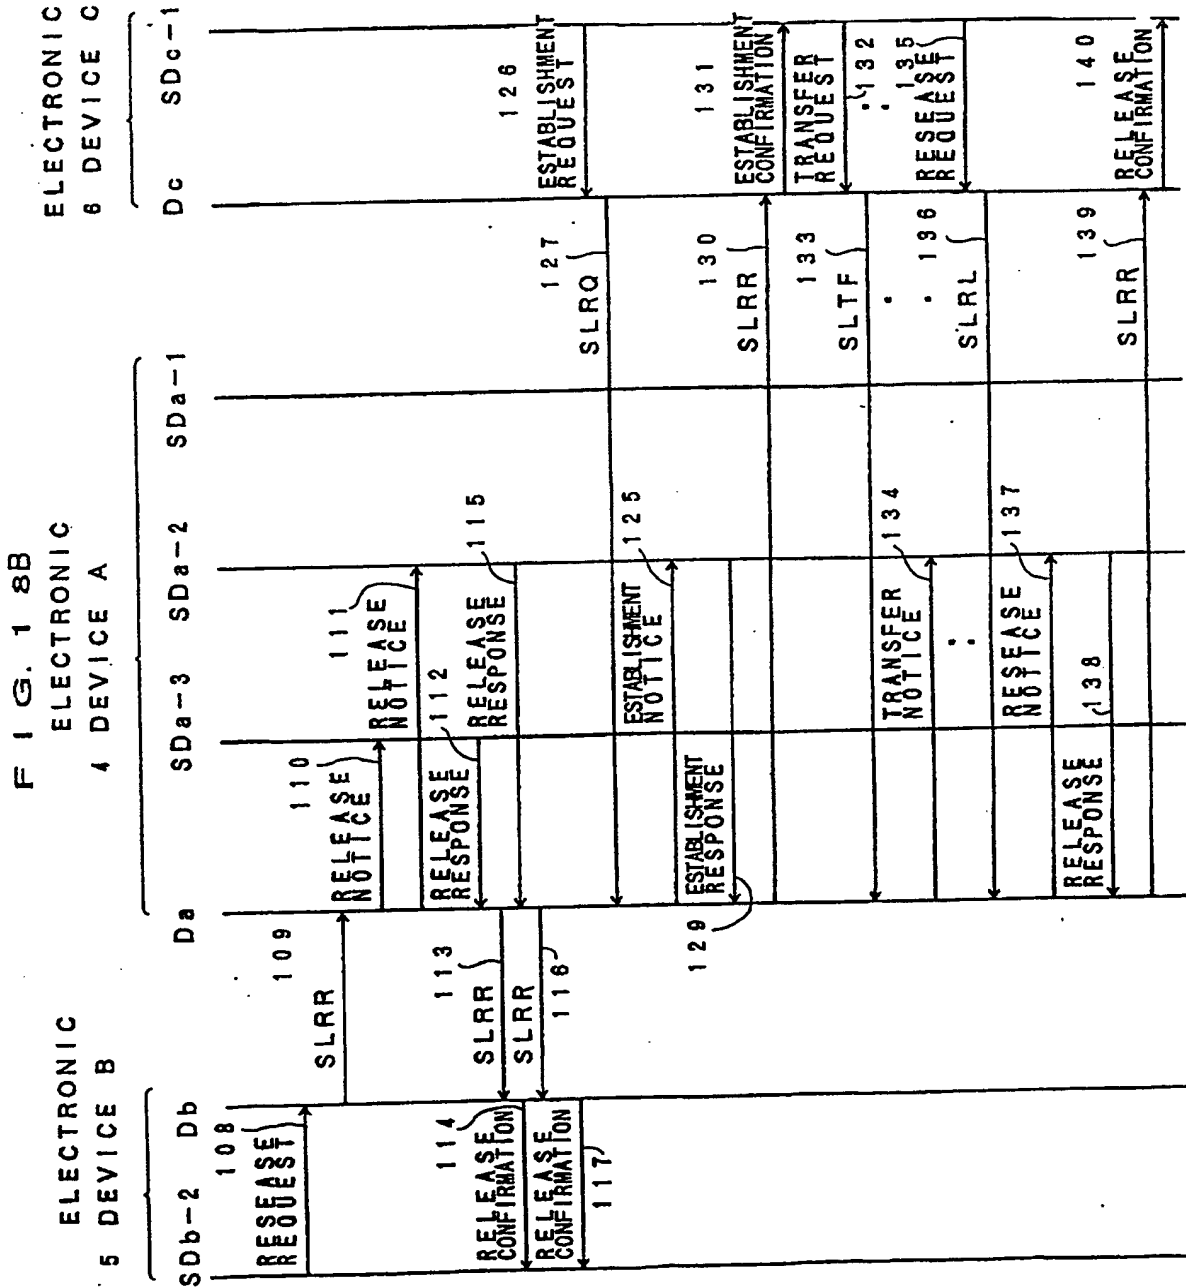 FIG. 18B
ELECTRONIC
5 DEVICE B
SDb-2
Db
ELECTRONIC
4 DEVICE A
Da
SDa-3
SDa-2
SDa-1
ELECTRONIC
6 DEVICE C
Dc
SDc-1
RESEASE
REQUEST
108
SLRR
109
RELEASE
NOTICE
110
RELEASE
NOTICE
111
RELEASE
RESPONSE
112
SLRR
113
RELEASE
CONFIRMATION
114
RELEASE
RESPONSE
115
SLRR
116
RELEASE
CONFIRMATION
117
ESTABLISHMENT
REQUEST
126
SLRQ
127
ESTABLISHMENT
NOTICE
125
ESTABLISHMENT
RESPONSE
129
SLRR
130
ESTABLISHMENT
CONFIRMATION
131
TRANSFER
REQUEST
132
SLTF
133
TRANSFER
NOTICE
134
RESEASE
REQUEST
135
SLRL
136
RESEASE
NOTICE
137
RELEASE
RESPONSE
138
SLRR
139
RELEASE
CONFIRMATION
140